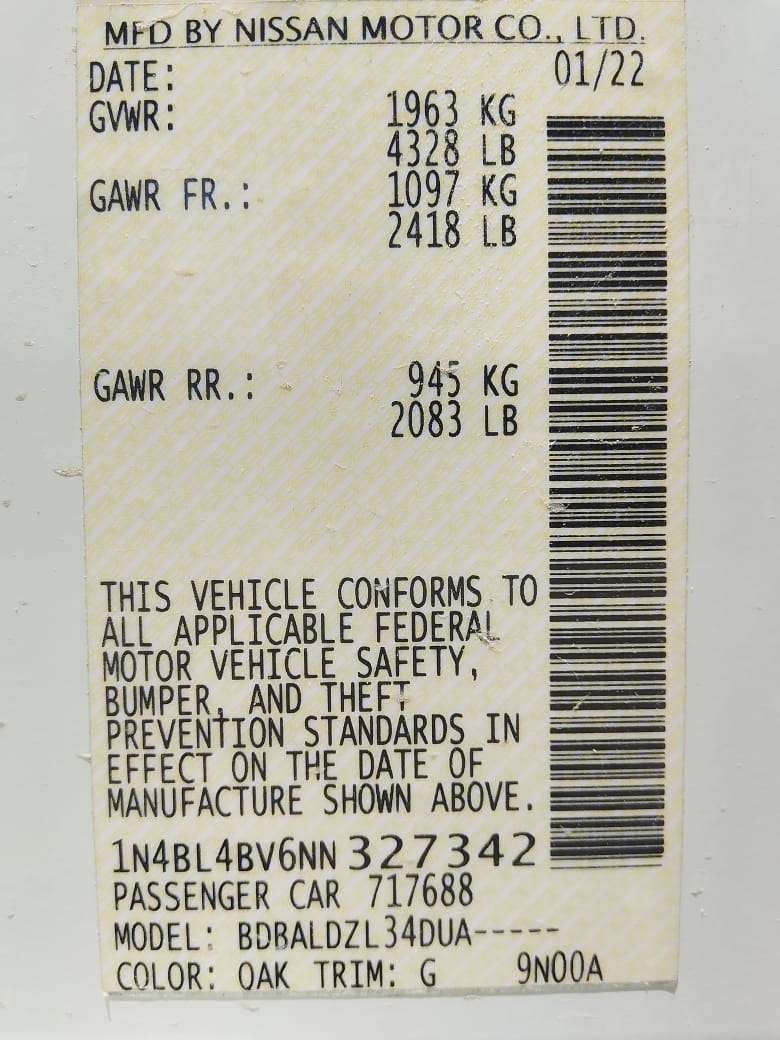 MFD BY NISSAN MOTOR CO., LTD.
DATE: 01/22
GVWR: 1963 KG
4328 LB
GAWR FR.: 1097 KG
2418 LB
GAWR RR.: 945 KG
2083 LB
THIS VEHICLE CONFORMS TO
ALL APPLICABLE FEDERAL
MOTOR VEHICLE SAFETY,
BUMPER, AND THEFT
PREVENTION STANDARDS IN
EFFECT ON THE DATE OF
MANUFACTURE SHOWN ABOVE.
1N4BL4BV6NN327342
PASSENGER CAR 717688
MODEL: BDBALDZL34DUA-----
COLOR: QAK TRIM: G 9N00A